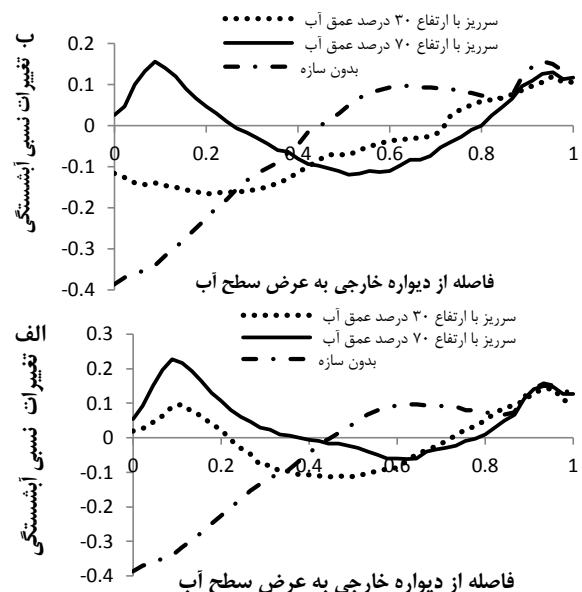 سرریز با ارتفاع ۳۰ درصد عمق آب
سرریز با ارتفاع ۷۰ درصد عمق آب
بدون سازه
تغییرات نسبی آبشستگی
0.2
0.1
0
-0.1
-0.2
-0.3
-0.4
0 0.2 0.4 0.6 0.8 1
فاصله از دیواره خارجی به عرض سطح آب
سرریز با ارتفاع ۳۰ درصد عمق آب
سرریز با ارتفاع ۷۰ درصد عمق آب
بدون سازه
الف
تغییرات نسبی آبشستگی
0.3
0.2
0.1
0
-0.1
-0.2
-0.3
-0.4
0 0.2 0.4 0.6 0.8 1
فاصله از دیواره خارجی به عرض سطح آب